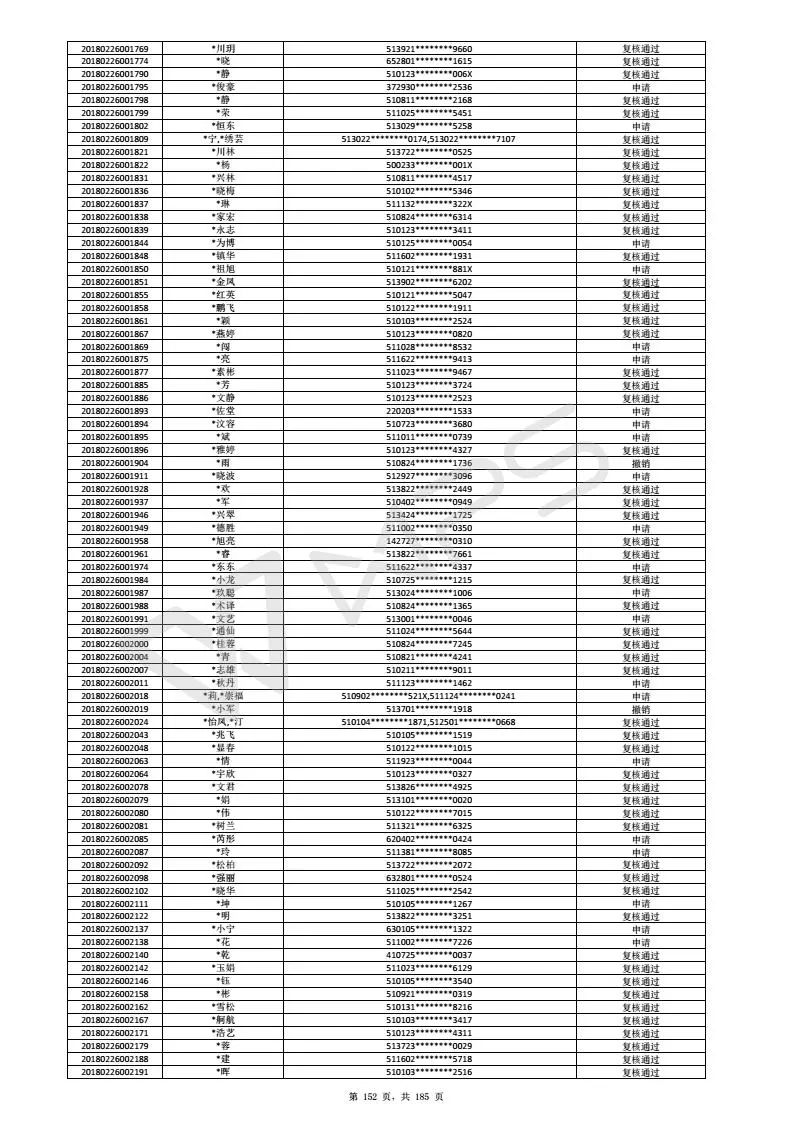 20180226001769 *川玥 513921********9660 复核通过
20180226001774 *晓 652801********1615 复核通过
20180226001790 *静 510123********006X 复核通过
20180226001795 *俊豪 372930********2536 申请
20180226001798 *静 510811********2168 复核通过
20180226001799 *荣 511025********5451 复核通过
20180226001802 *恒东 513029********5258 申请
20180226001809 *宁,*绣芸 513022********0174,513022********7107 复核通过
20180226001821 *川林 513722********0525 复核通过
20180226001822 *杨 500233********001X 复核通过
20180226001831 *兴林 510811********4517 复核通过
20180226001836 *晓梅 510102********5346 复核通过
20180226001837 *琳 511132********322X 复核通过
20180226001838 *家宏 510824********6314 复核通过
20180226001839 *永志 510123********3411 复核通过
20180226001844 *为博 510125********0054 申请
20180226001848 *镇华 511602********1931 复核通过
20180226001850 *祖旭 510121********881X 申请
20180226001851 *金凤 513902********6202 复核通过
20180226001855 *红英 510121********5047 复核通过
20180226001858 *鹏飞 510122********1911 复核通过
20180226001861 *颖 510103********2524 复核通过
20180226001867 *燕婷 510123********0820 复核通过
20180226001869 *闯 511028********8532 申请
20180226001875 *亮 511622********9413 申请
20180226001877 *素彬 511023********9467 复核通过
20180226001885 *芳 510123********3724 复核通过
20180226001886 *文静 510123********2523 复核通过
20180226001893 *佐堂 220203********1533 申请
20180226001894 *汶容 510723********3680 申请
20180226001895 *斌 511011********0739 申请
20180226001896 *雅婷 510123********4327 复核通过
20180226001904 *雨 510824********1736 撤销
20180226001911 *晓波 512927********3096 申请
20180226001928 *欢 513822********2449 复核通过
20180226001937 *军 510402********0949 复核通过
20180226001946 *兴翠 513424********1725 复核通过
20180226001949 *德胜 511002********0350 申请
20180226001958 *旭亮 142727********0310 复核通过
20180226001961 *睿 513822********7661 复核通过
20180226001974 *东东 511622********4337 申请
20180226001984 *小龙 510725********1215 复核通过
20180226001987 *玖聪 513024********1006 申请
20180226001988 *术译 510824********1365 复核通过
20180226001991 *文艺 513001********0046 申请
20180226001999 *通仙 511024********5644 复核通过
20180226002000 *桂蓉 510824********7245 复核通过
20180226002004 *青 510821********4241 复核通过
20180226002007 *志雄 510211********9011 复核通过
20180226002011 *秋丹 511123********1462 申请
20180226002018 *莉,*崇福 510902********521X,511124********0241 申请
20180226002019 *小军 513701********1918 撤销
20180226002024 *怡凤,*汀 510104********1871,512501********0668 复核通过
20180226002043 *兆飞 510105********1519 复核通过
20180226002048 *显春 510122********1015 复核通过
20180226002063 *情 511923********0044 申请
20180226002064 *宇欣 510123********0327 复核通过
20180226002078 *文君 513826********4925 复核通过
20180226002079 *娟 513101********0020 复核通过
20180226002080 *伟 510122********7015 复核通过
20180226002081 *树兰 511321********6325 复核通过
20180226002085 *芮彤 620402********0424 申请
20180226002087 *玲 511381********8085 申请
20180226002092 *松柏 513722********2072 复核通过
20180226002098 *强丽 632801********0524 复核通过
20180226002102 *晓华 511025********2542 复核通过
20180226002111 *坤 510105********1267 申请
20180226002122 *明 513822********3251 复核通过
20180226002137 *小宁 630105********1322 申请
20180226002138 *花 511002********7226 申请
20180226002140 *乾 410725********0037 复核通过
20180226002142 *玉娟 511023********6129 复核通过
20180226002146 *钰 510105********3540 复核通过
20180226002158 *彬 510921********0319 复核通过
20180226002162 *雪松 510131********8216 复核通过
20180226002167 *舸航 510103********3417 复核通过
20180226002171 *浩艺 510123********4311 复核通过
20180226002179 *蓉 513723********0029 复核通过
20180226002188 *建 511602********5718 复核通过
20180226002191 *晖 510103********2516 复核通过
第 152 页, 共 185 页